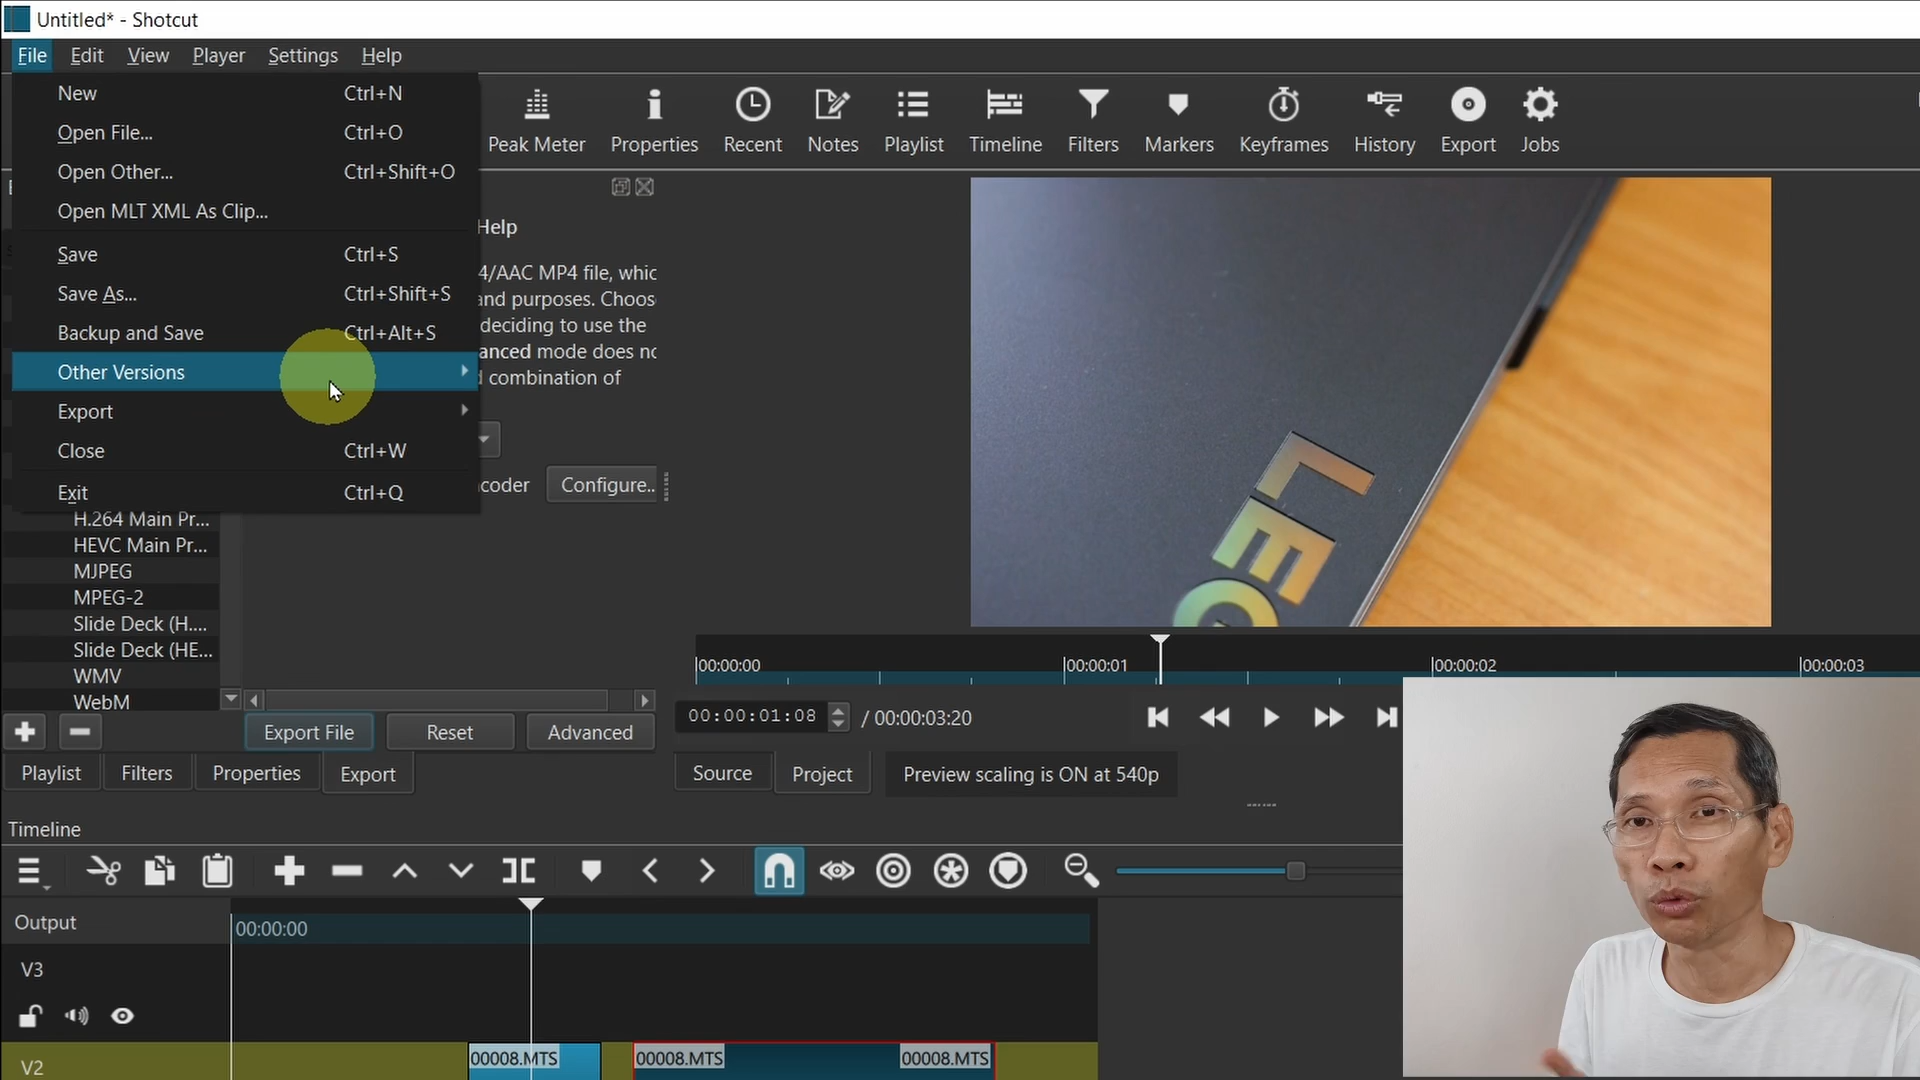 Untitled* - Shotcut
File Edit View Player Settings Help
New Ctrl+N
Open File... Ctrl+O
Open Other... Ctrl+Shift+O
Open MLT XML As Clip...
Save Ctrl+S
Save As... Ctrl+Shift+S
Backup and Save Ctrl+Alt+S
Other Versions
Export
Close Ctrl+W
Exit Ctrl+Q
Peak Meter Properties Recent Notes Playlist Timeline Filters Markers Keyframes History Export Jobs
Help
4/AAC MP4 file, whic
and purposes. Choos
deciding to use the
anced mode does no
combination of
coder Configure..
H.264 Main Pr...
HEVC Main Pr...
MJPEG
MPEG-2
Slide Deck (H....
Slide Deck (HE...
WMV
WebM
Export File Reset Advanced
Playlist Filters Properties Export
LEG
00:00:00 00:00:01 00:00:02 00:00:03
00:00:01:08 / 00:00:03:20
Source Project Preview scaling is ON at 540p
Timeline
Output 00:00:00
V3
V2 00008.MTS 00008.MTS 00008.MTS